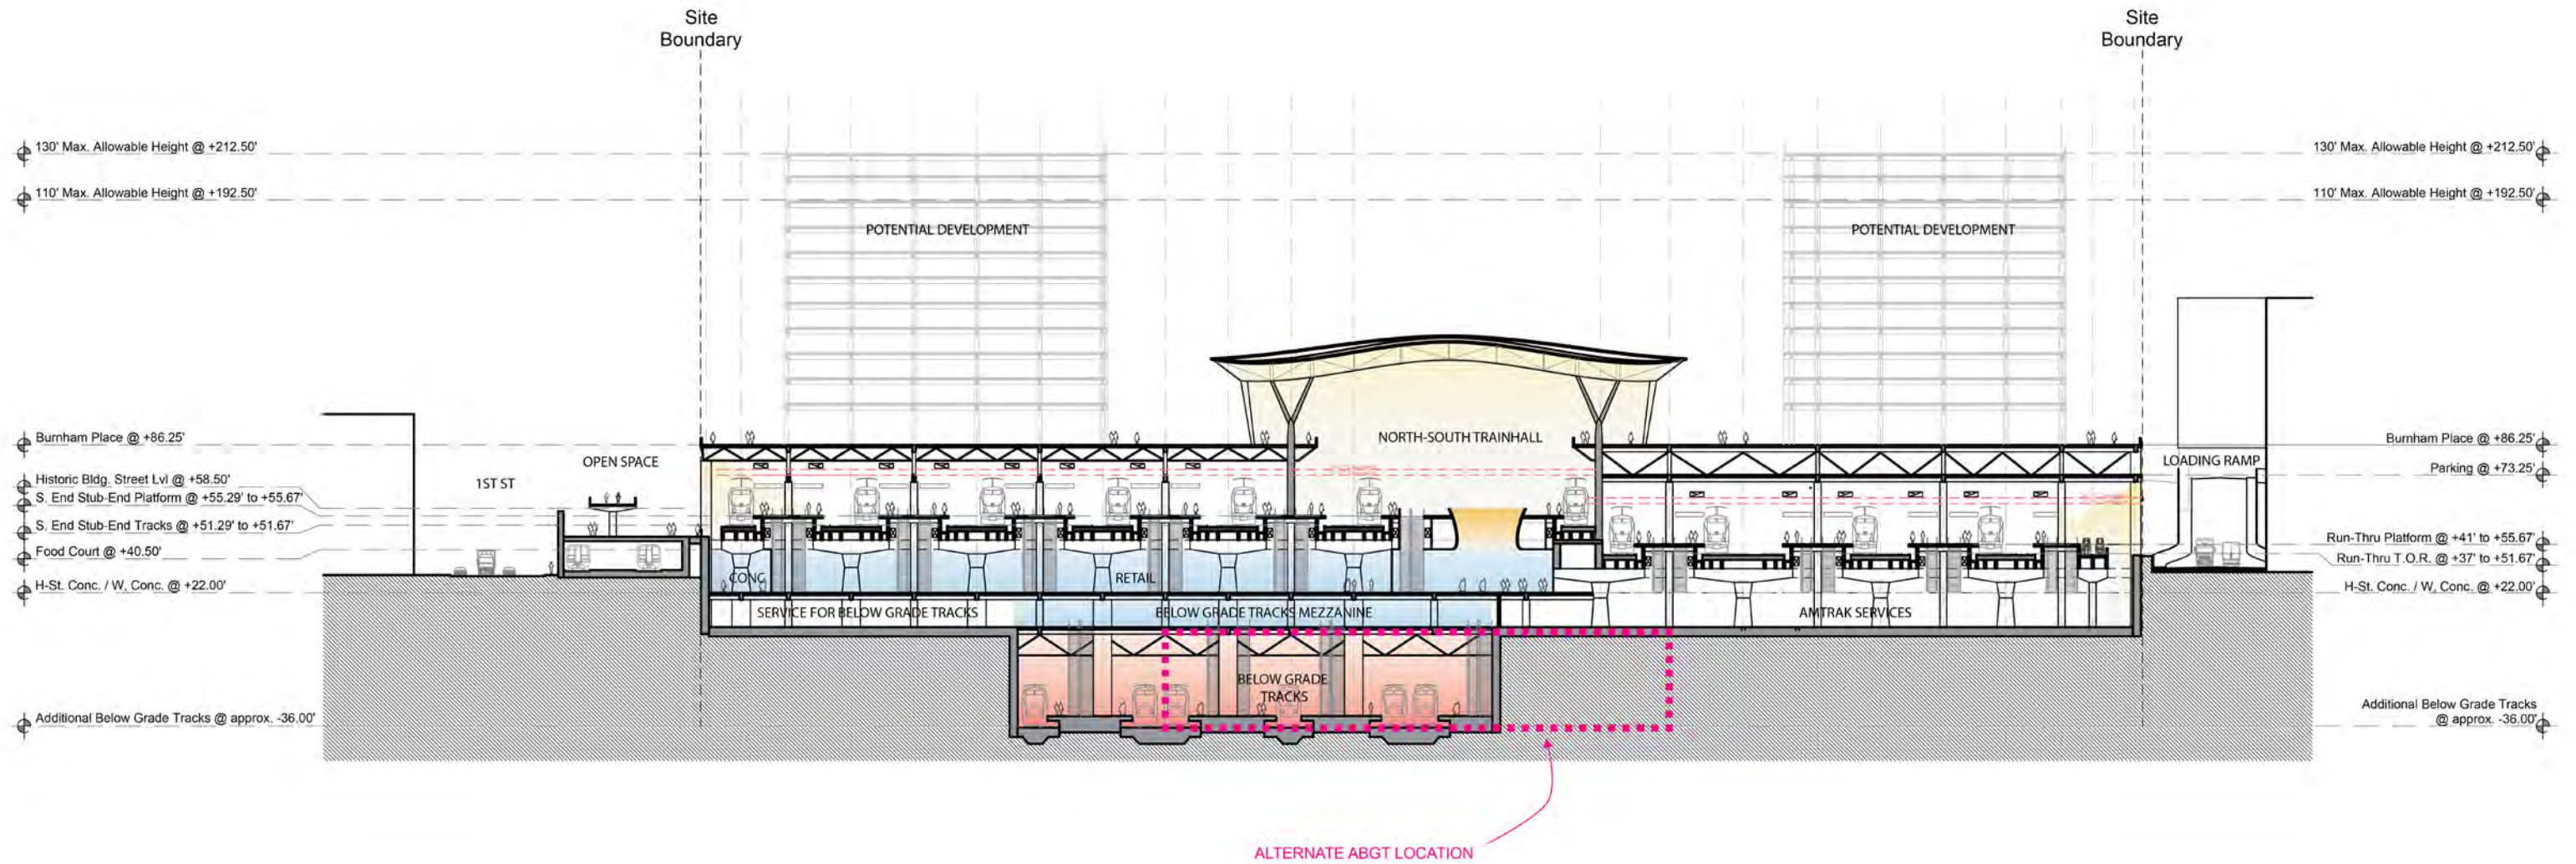 Site
Boundary
Site
Boundary
130' Max. Allowable Height @ +212.50'
130' Max. Allowable Height @ +212.50'
110' Max. Allowable Height @ +192.50'
110' Max. Allowable Height @ +192.50'
POTENTIAL DEVELOPMENT
POTENTIAL DEVELOPMENT
Burnham Place @ +86.25'
NORTH-SOUTH TRAINHALL
Burnham Place @ +86.25'
OPEN SPACE
LOADING RAMP
Parking @ +73.25'
Historic Bldg. Street Lvl @ +58.50'
1ST ST
S. End Stub-End Platform @ +55.29' to +55.67'
S. End Stub-End Tracks @ +51.29' to +51.67'
Run-Thru Platform @ +41' to +55.67'
Food Court @ +40.50'
Run-Thru T.O.R. @ +37' to +51.67'
CONC
RETAIL
H-St. Conc. / W, Conc. @ +22.00'
H-St. Conc. / W, Conc. @ +22.00'
SERVICE FOR BELOW GRADE TRACKS
BELOW GRADE TRACKS MEZZANINE
AMTRAK SERVICES
BELOW GRADE
TRACKS
Additional Below Grade Tracks @ approx. -36.00'
Additional Below Grade Tracks
@ approx. -36.00'
ALTERNATE ABGT LOCATION